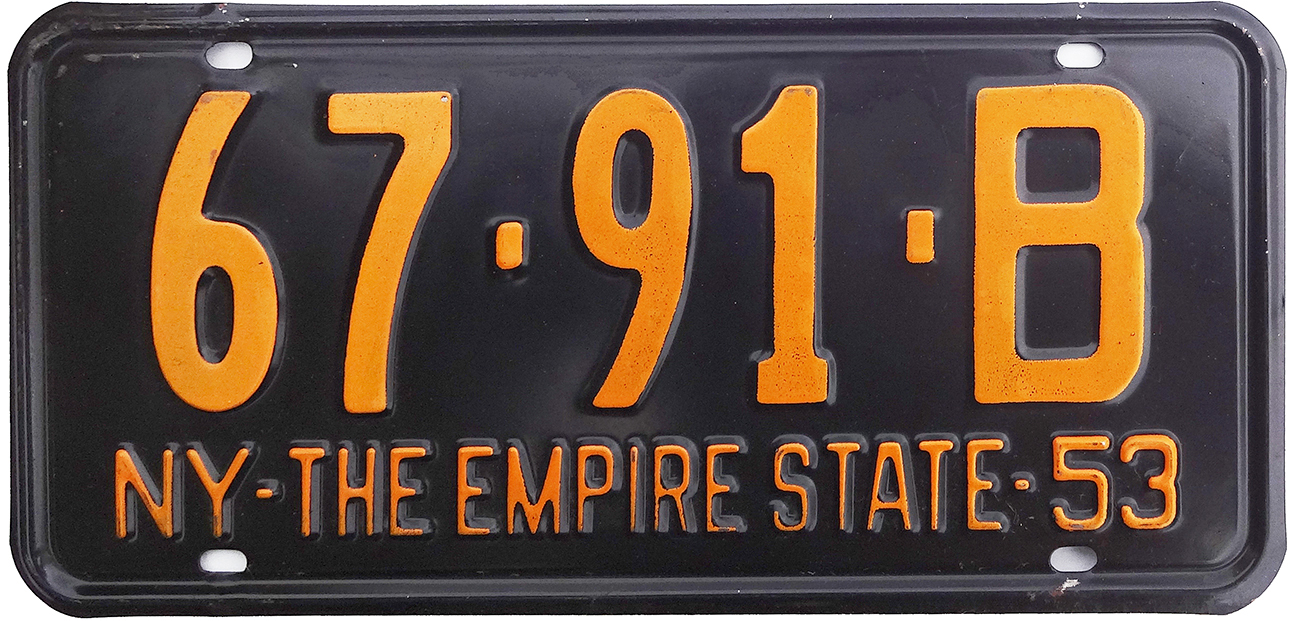 67-91-B
NY-THE EMPIRE STATE-53